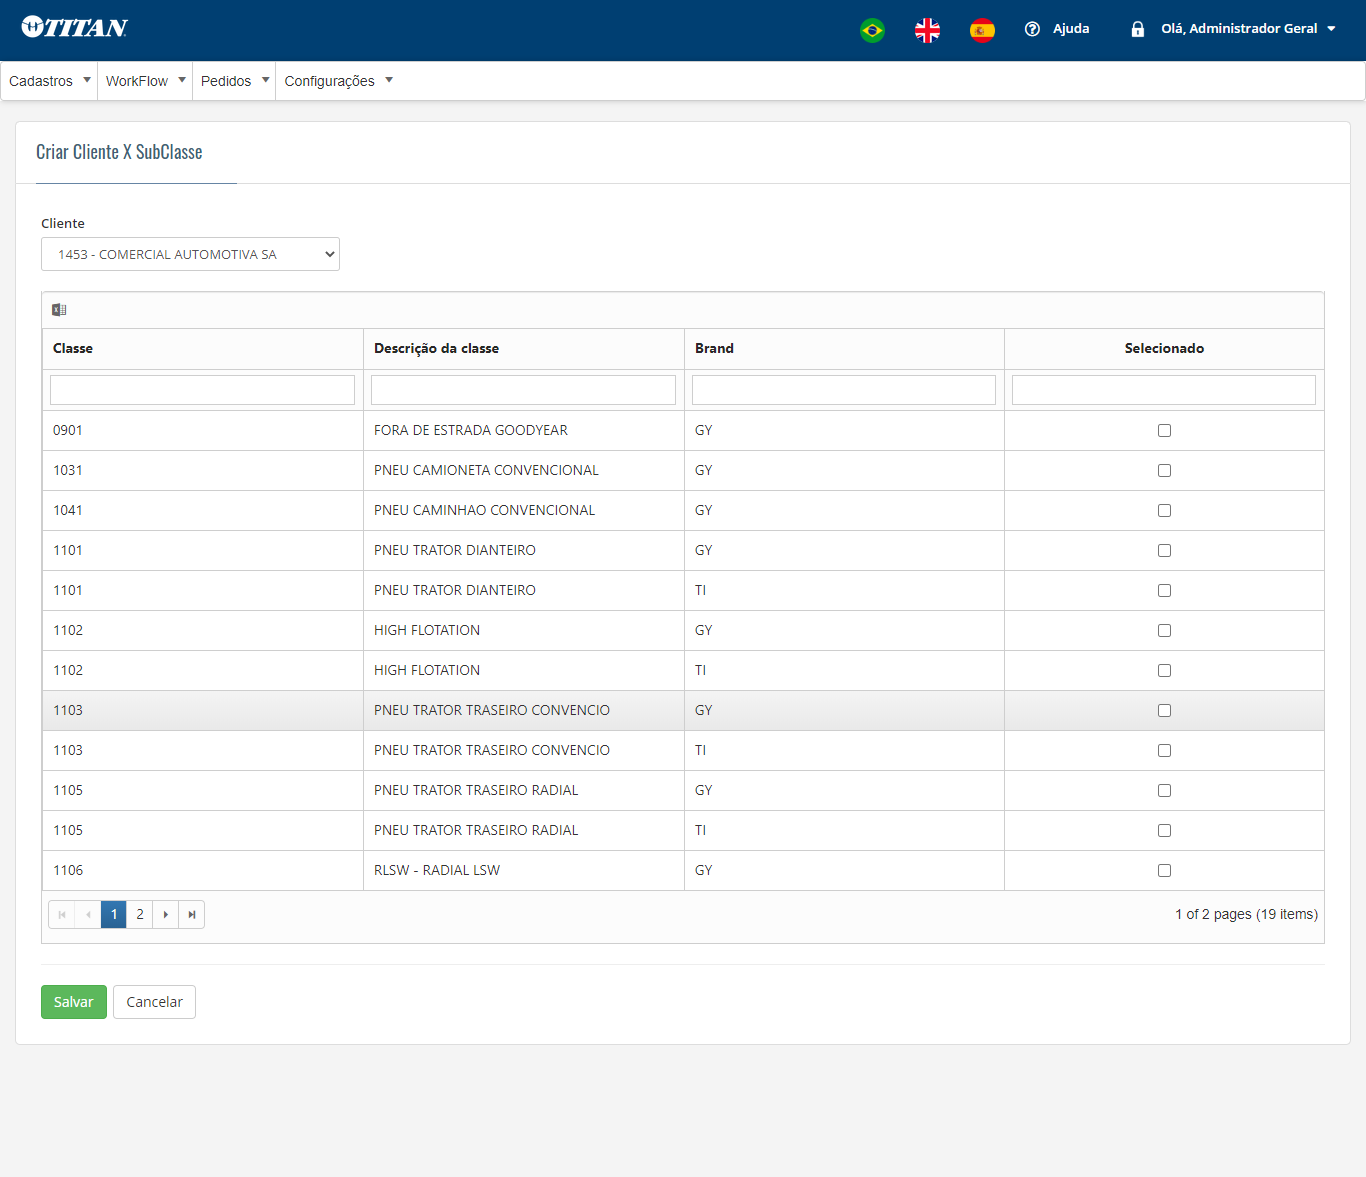 TITAN
Ajuda
Olá, Administrador Geral
Cadastros WorkFlow Pedidos Configurações
Criar Cliente X SubClasse
Cliente
1453 - COMERCIAL AUTOMOTIVA SA
Classe Descrição da classe Brand Selecionado
0901 FORA DE ESTRADA GOODYEAR GY
1031 PNEU CAMIONETA CONVENCIONAL GY
1041 PNEU CAMINHAO CONVENCIONAL GY
1101 PNEU TRATOR DIANTEIRO GY
1101 PNEU TRATOR DIANTEIRO TI
1102 HIGH FLOTATION GY
1102 HIGH FLOTATION TI
1103 PNEU TRATOR TRASEIRO CONVENCIO GY
1103 PNEU TRATOR TRASEIRO CONVENCIO TI
1105 PNEU TRATOR TRASEIRO RADIAL GY
1105 PNEU TRATOR TRASEIRO RADIAL TI
1106 RLSW - RADIAL LSW GY
1 2 1 of 2 pages (19 items)
Salvar Cancelar